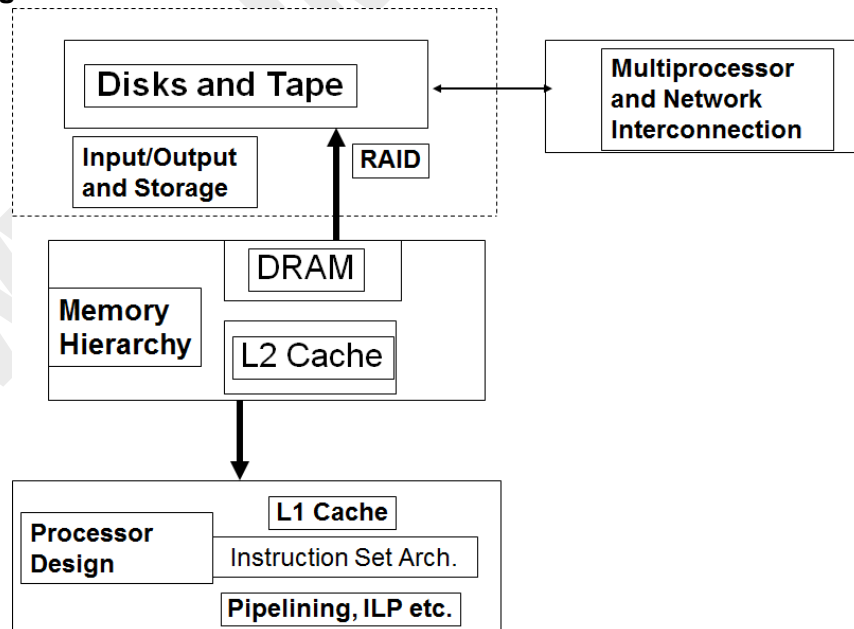 Disks and Tape
Multiprocessor
and Network
Interconnection
Input/Output
and Storage
RAID
DRAM
Memory
Hierarchy
L2 Cache
L1 Cache
Processor
Design
Instruction Set Arch.
Pipelining, ILP etc.